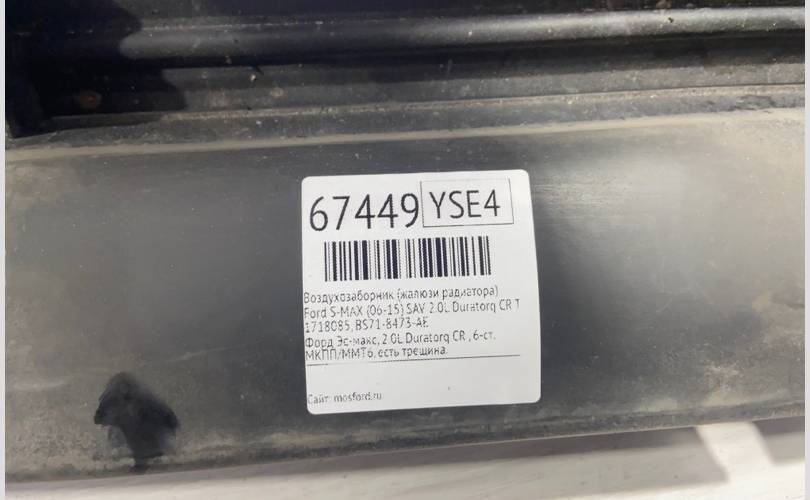 67449 YSE4
Воздухозаборник (жалюзи радиатора)
Ford S-MAX (06-15) SAV 2.0L Duratorq CR T
1718085, BS71-8473-AE
Форд Эс-макс, 2.0L Duratorq CR , 6-ст.
МКПП/MMT6, есть трещина.
Сайт: mosford.ru